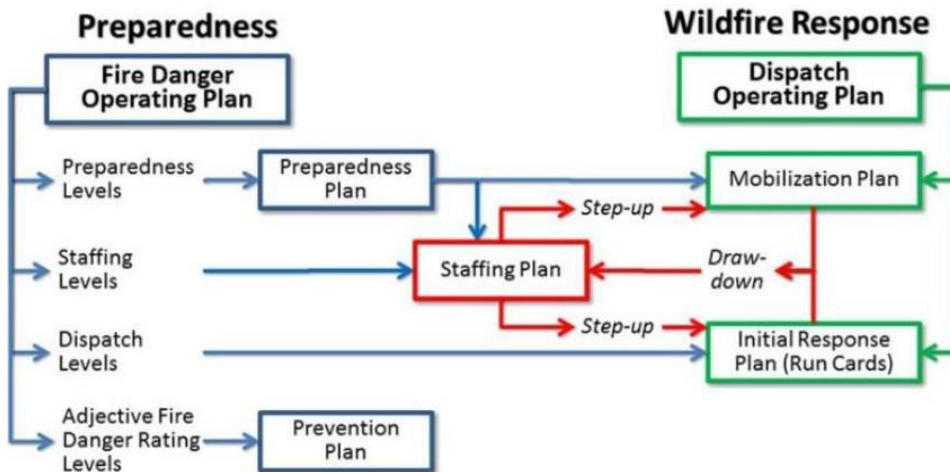 Preparedness
Wildfire Response
Fire Danger
Operating Plan
Dispatch
Operating Plan
Preparedness
Levels
Preparedness
Plan
Mobilization Plan
Step-up
Staffing
Levels
Staffing Plan
Draw-
down
Step-up
Dispatch
Levels
Initial Response
Plan (Run Cards)
Adjective Fire
Danger Rating
Levels
Prevention
Plan